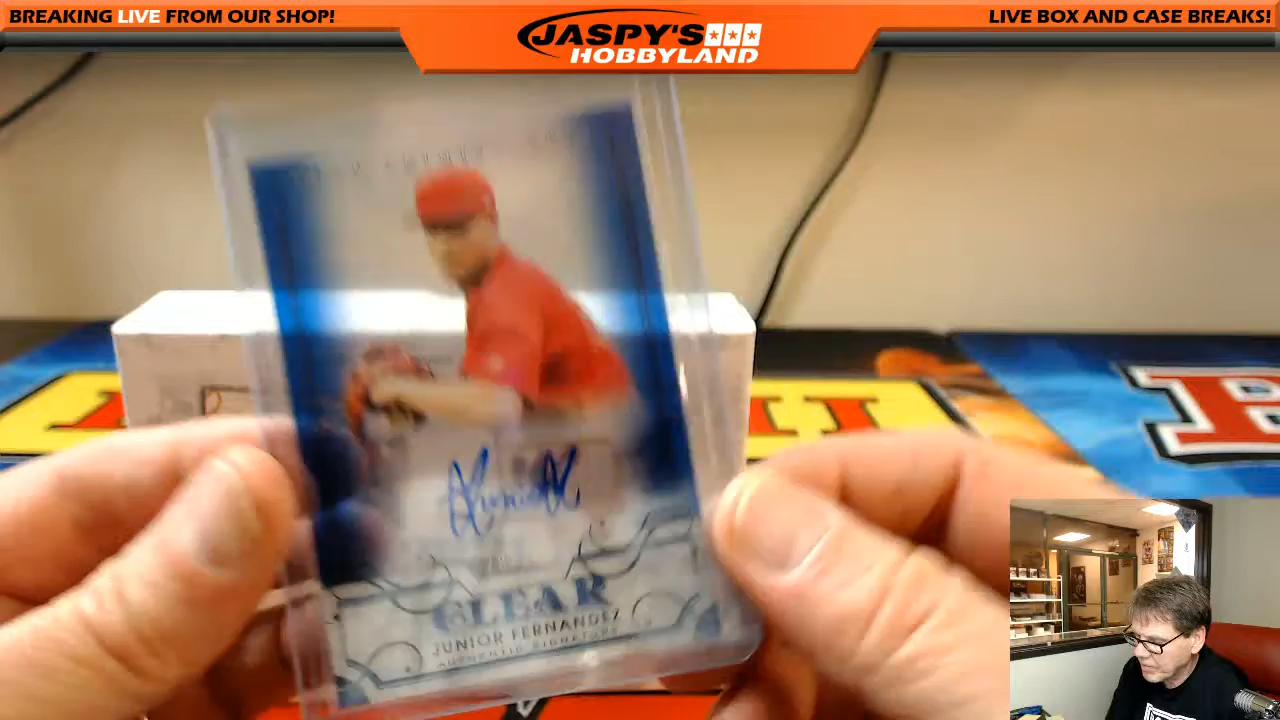 BREAKING LIVE FROM OUR SHOP!
JASPY'S
HOBBYLAND
LIVE BOX AND CASE BREAKS!
CLEAR
JUNIOR FERNANDEZ
AUTHENTIC SIGNATURE